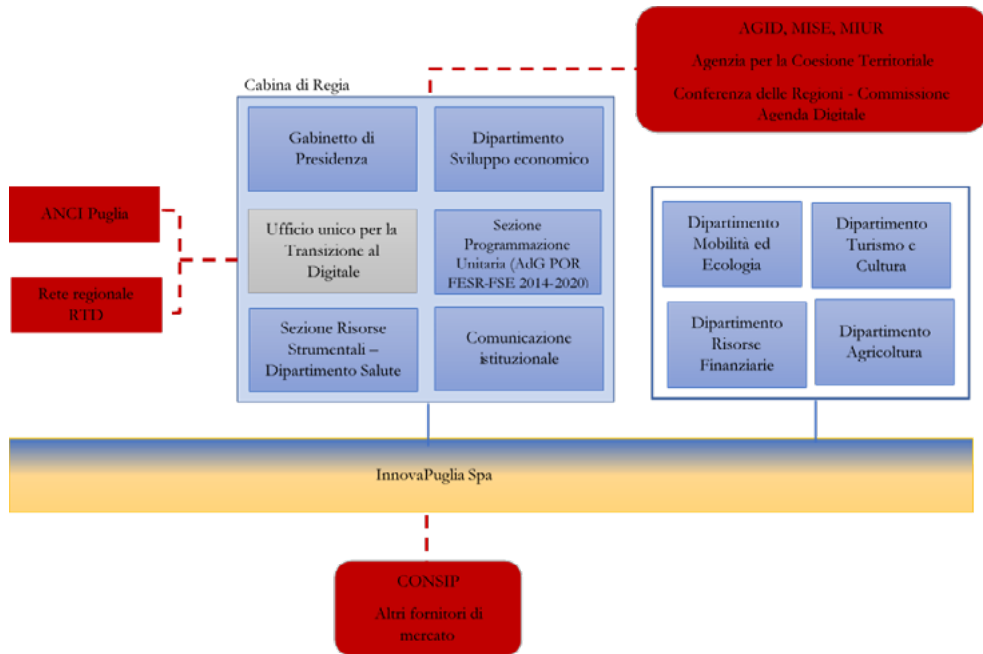 AGID, MISE, MIUR
Agenzia per la Coesione Territoriale
Conferenza delle Regioni - Commissione
Agenda Digitale
Cabina di Regia
Gabinetto di
Presidenza
Dipartimento
Sviluppo economico
ANCI Puglia
Rete regionale
RTD
Ufficio unico per la
Transizione al
Digitale
Sezione
Programmazione
Unitaria (AdG POR
FESR-FSE 2014-2020)
Sezione Risorse
Strumentali –
Dipartimento Salute
Comunicazione
istituzionale
Dipartimento
Mobilità ed
Ecologia
Dipartimento
Turismo e
Cultura
Dipartimento
Risorse
Finanziarie
Dipartimento
Agricoltura
InnovaPuglia Spa
CONSIP
Altri fornitori di
mercato